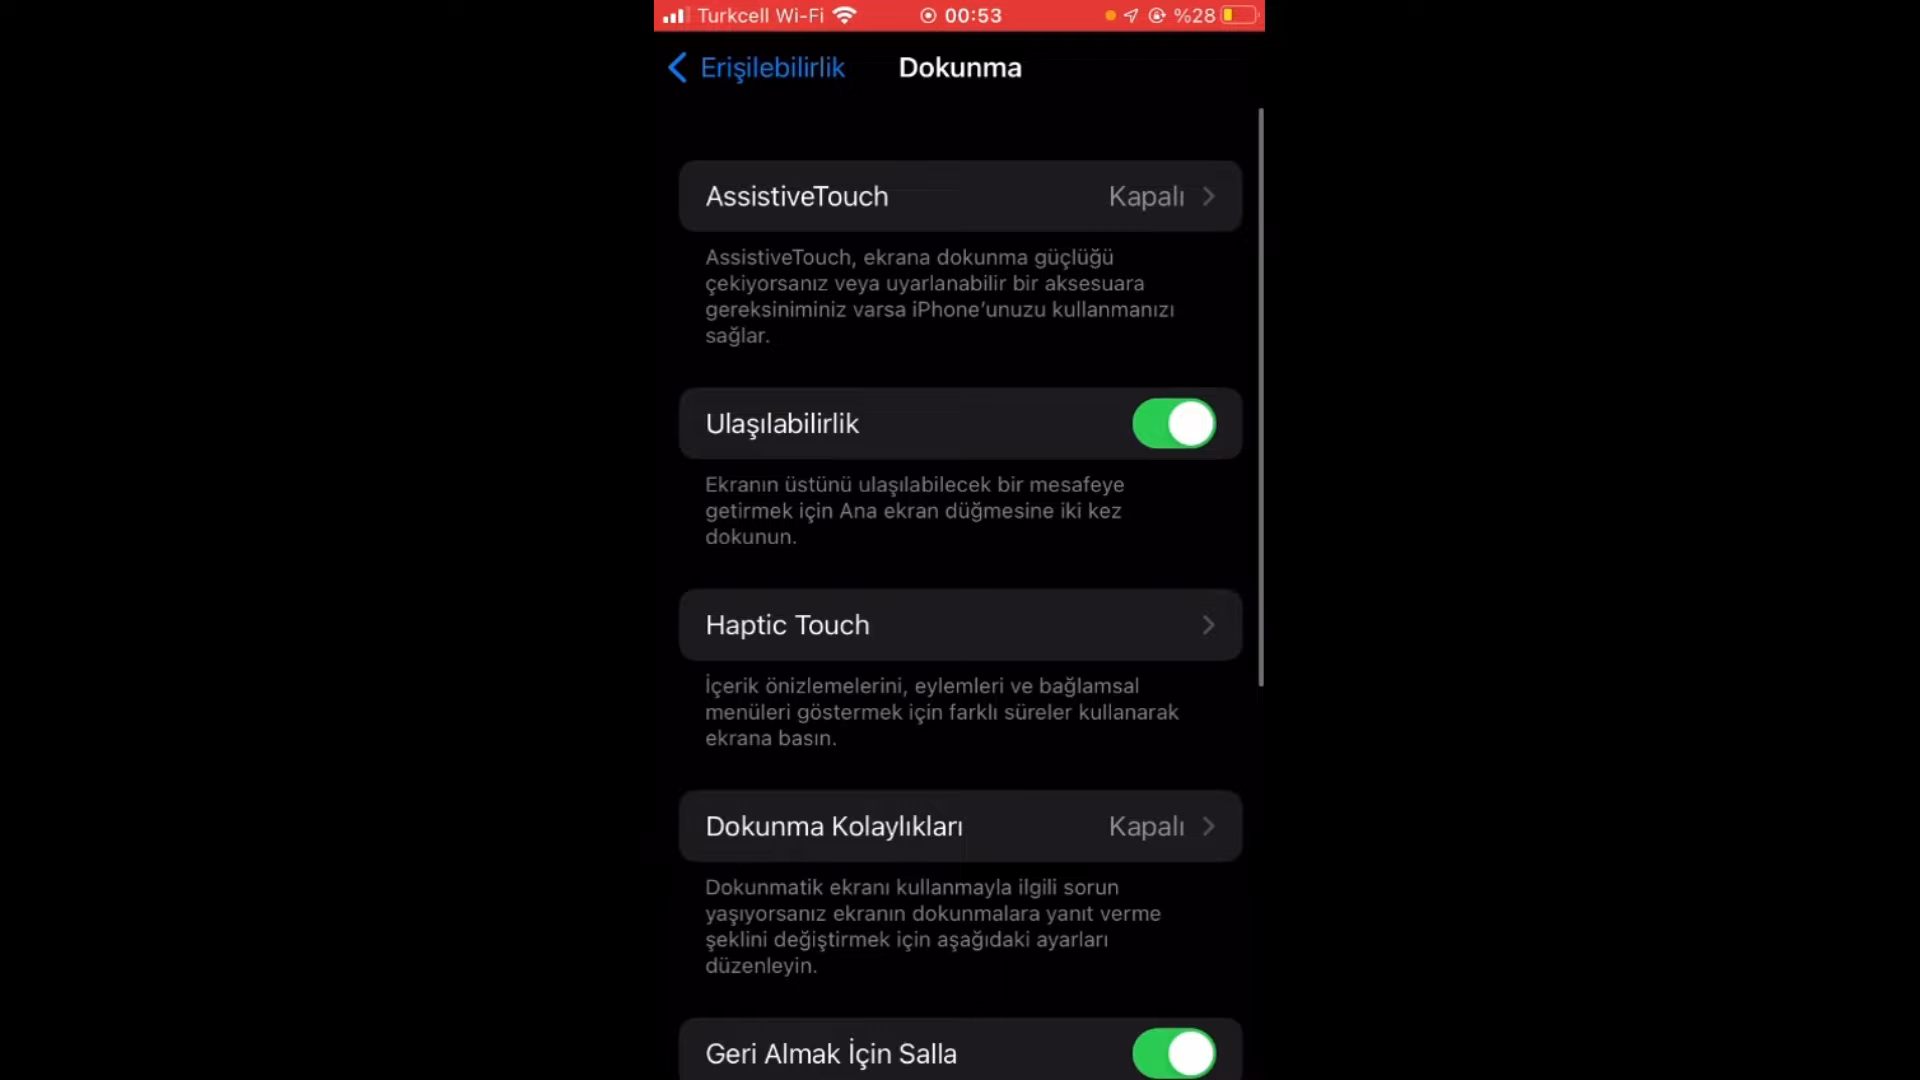 Turkcell Wi-Fi 00:53 %28
Erişilebilirlik Dokunma
AssistiveTouch Kapalı
AssistiveTouch, ekrana dokunma güçlüğü
çekiyorsanız veya uyarlanabilir bir aksesuara
gereksiniminiz varsa iPhone'unuzu kullanmanızı
sağlar.
Ulaşılabilirlik
Ekranın üstünü ulaşılabilecek bir mesafeye
getirmek için Ana ekran düğmesine iki kez
dokunun.
Haptic Touch
İçerik önizlemelerini, eylemleri ve bağlamsal
menüleri göstermek için farklı süreler kullanarak
ekrana basın.
Dokunma Kolaylıkları Kapalı
Dokunmatik ekranı kullanmayla ilgili sorun
yaşıyorsanız ekranın dokunmalara yanıt verme
şeklini değiştirmek için aşağıdaki ayarları
düzenleyin.
Geri Almak İçin Salla